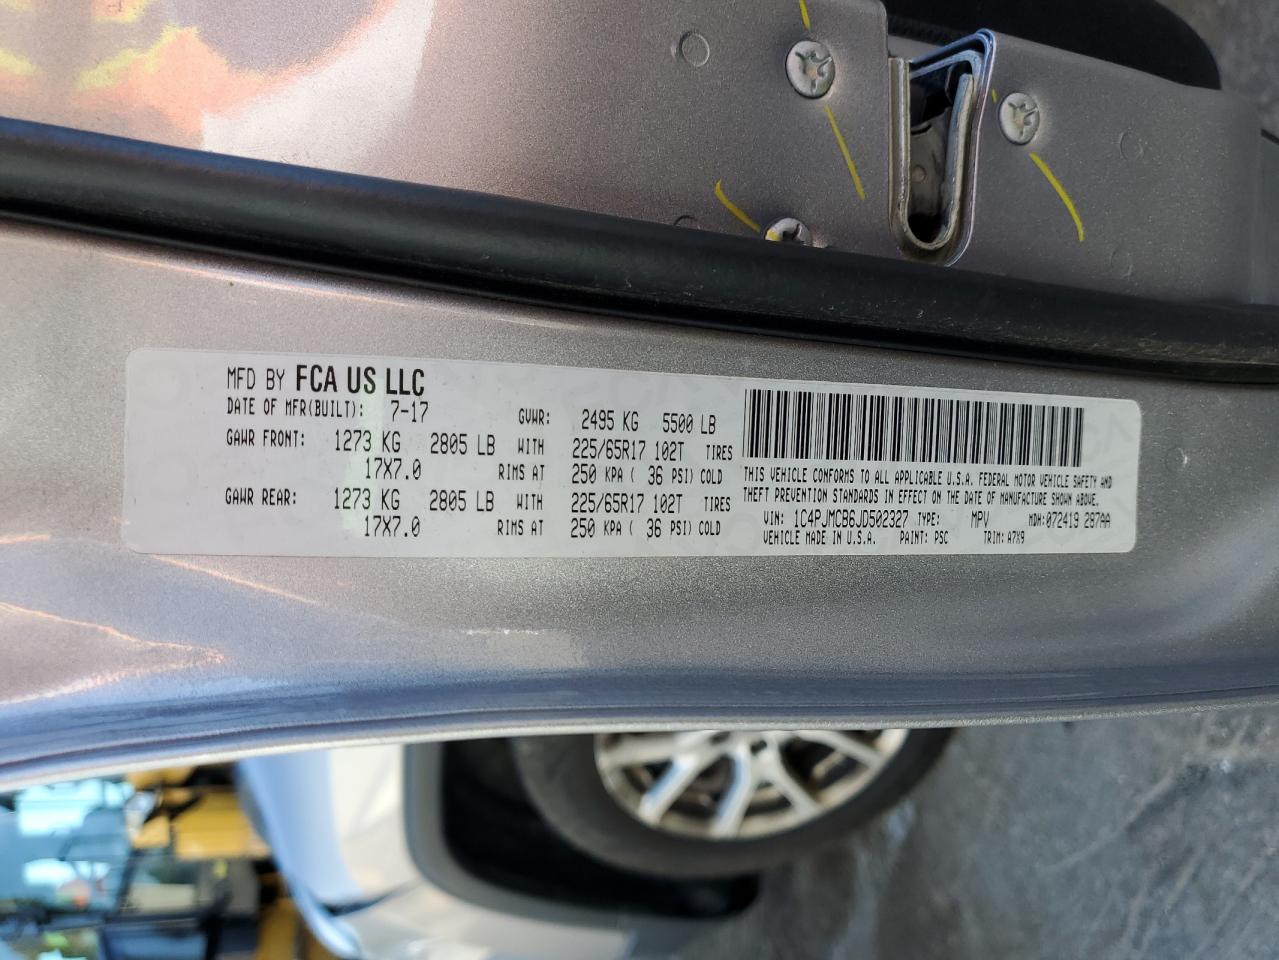 MFD BY FCA US LLC
DATE OF MFR(BUILT): 7-17 GVWR: 2495 KG 5500 LB
GAWR FRONT: 1273 KG 2805 LB WITH 225/65R17 102T TIRES
17X7.0 RIMS AT 250 KPA ( 36 PSI) COLD
GAWR REAR: 1273 KG 2805 LB WITH 225/65R17 102T TIRES
17X7.0 RIMS AT 250 KPA ( 36 PSI) COLD
THIS VEHICLE CONFORMS TO ALL APPLICABLE U.S.A. FEDERAL MOTOR VEHICLE SAFETY AND
THEFT PREVENTION STANDARDS IN EFFECT ON THE DATE OF MANUFACTURE SHOWN ABOVE.
VIN: 1C4PJMCB6JD502327 TYPE: MPV MDH: 072419 287AA
VEHICLE MADE IN U.S.A. PAINT: PSC TRIM: A7X9